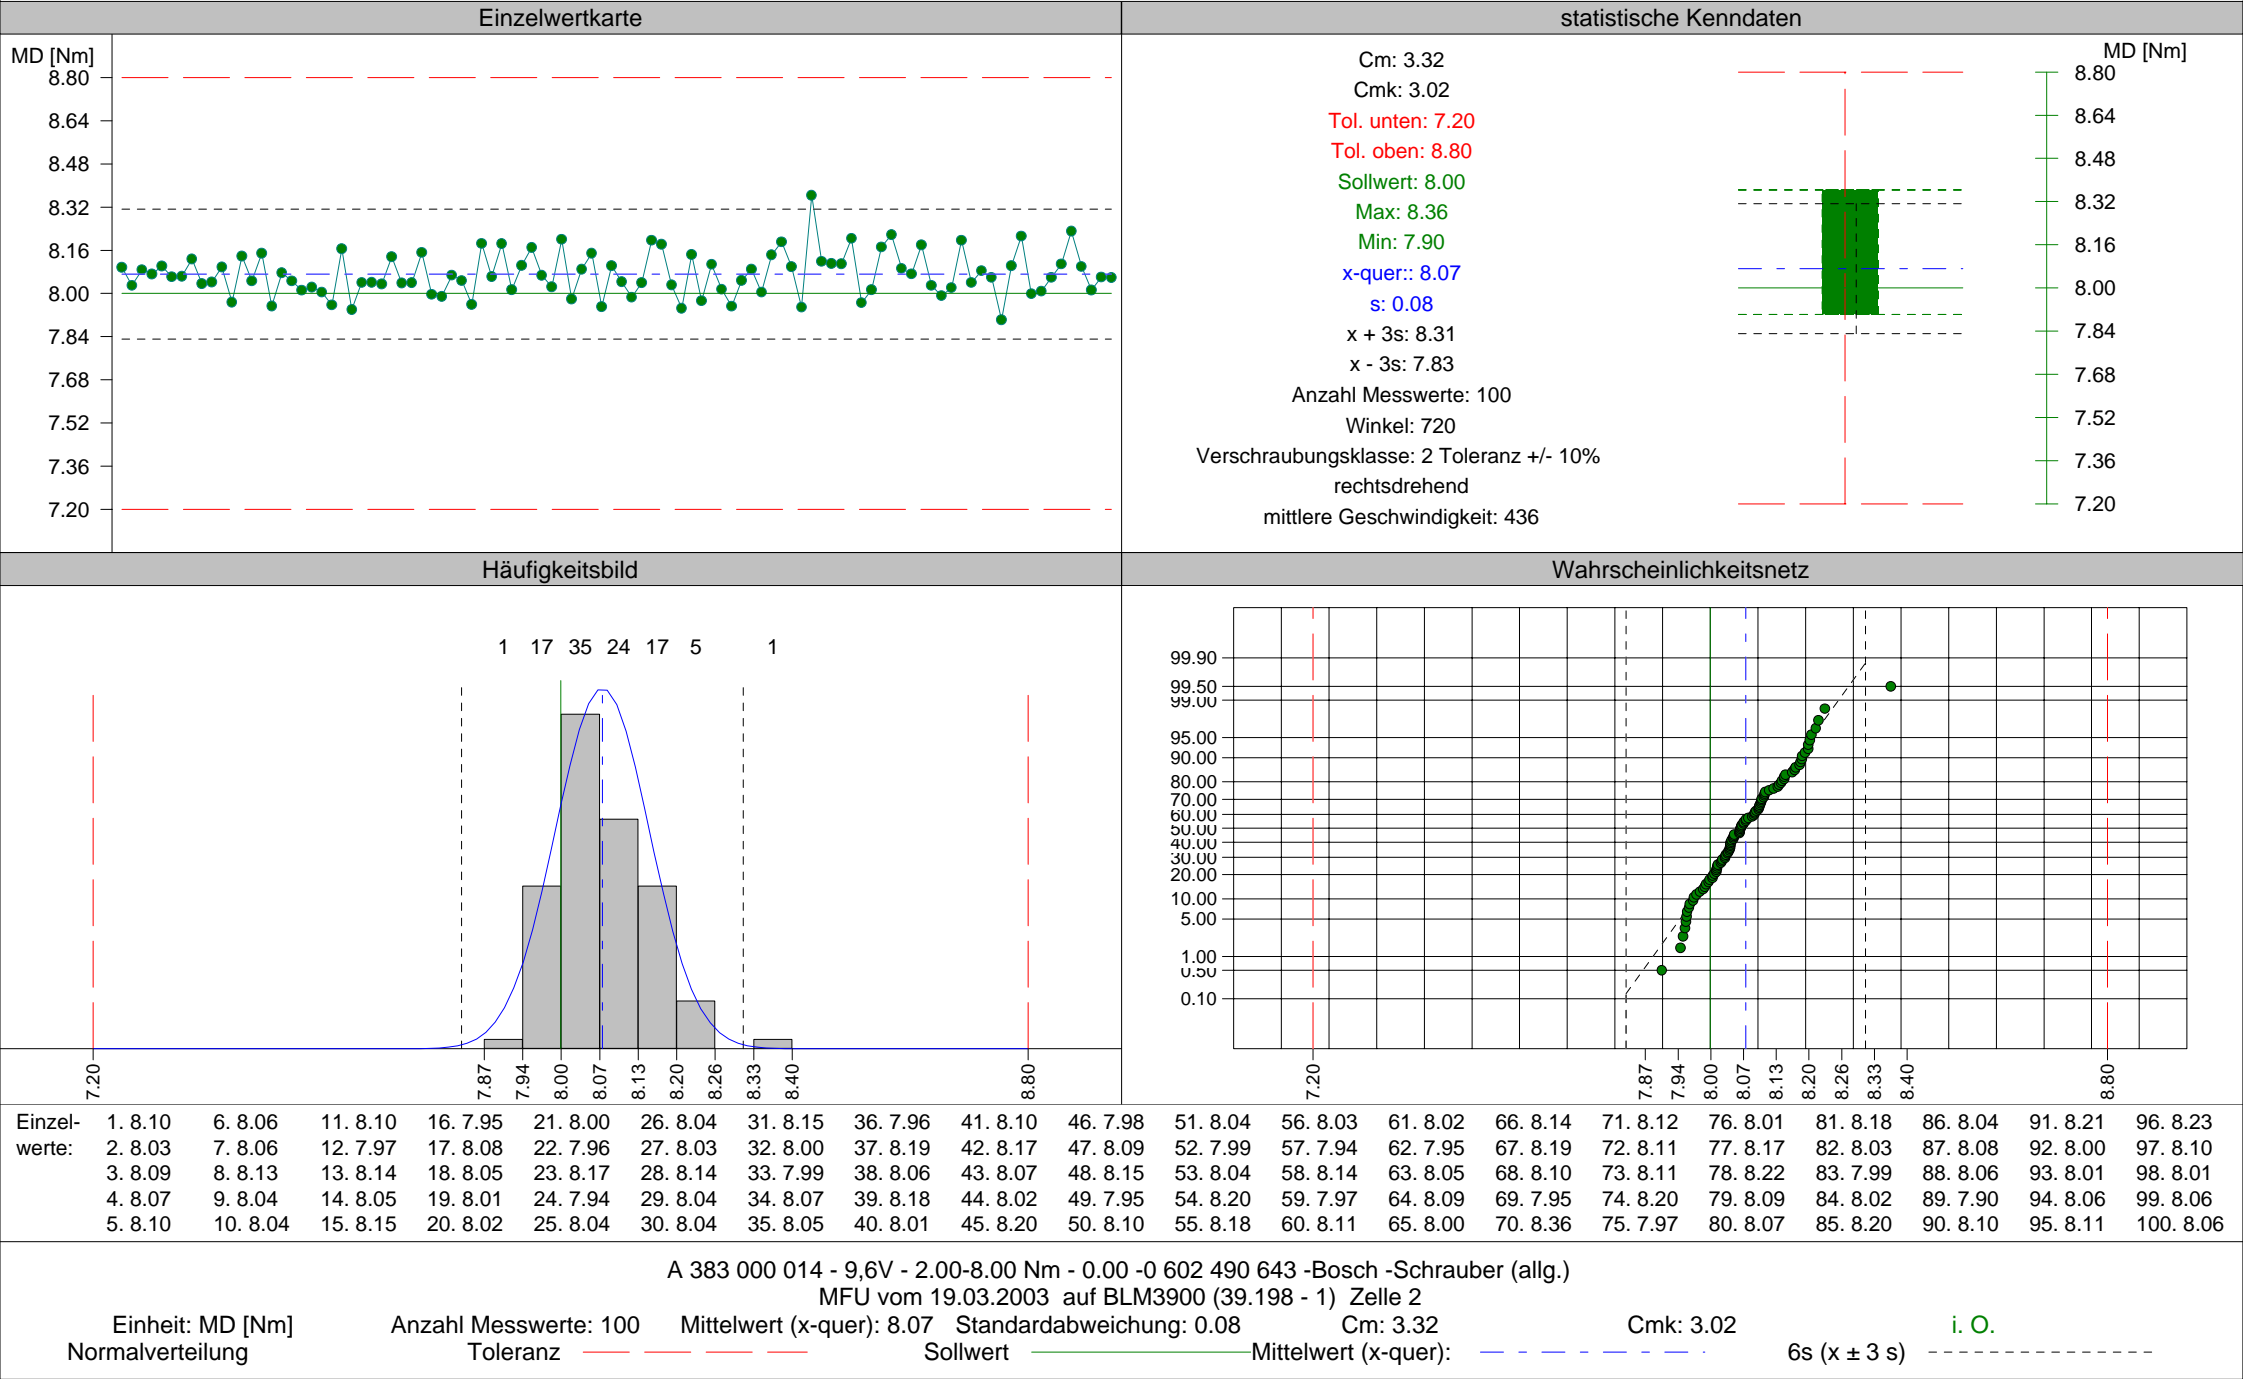 Einzelwertkarte
MD [Nm]
8.80
8.64
8.48
8.32
8.16
8.00
7.84
7.68
7.52
7.36
7.20
statistische Kenndaten
Cm: 3.32
Cmk: 3.02
Tol. unten: 7.20
Tol. oben: 8.80
Sollwert: 8.00
Max: 8.36
Min: 7.90
x-quer:: 8.07
s: 0.08
x + 3s: 8.31
x - 3s: 7.83
Anzahl Messwerte: 100
Winkel: 720
Verschraubungsklasse: 2 Toleranz +/- 10%
rechtsdrehend
mittlere Geschwindigkeit: 436
MD [Nm]
8.80
8.64
8.48
8.32
8.16
8.00
7.84
7.68
7.52
7.36
7.20
Häufigkeitsbild
1 17 35 24 17 5 1
7.20 7.87 7.94 8.00 8.07 8.13 8.20 8.26 8.33 8.40 8.80
Wahrscheinlichkeitsnetz
99.90
99.50
99.00
95.00
90.00
80.00
70.00
60.00
50.00
40.00
30.00
20.00
10.00
5.00
1.00
0.50
0.10
7.20 7.87 7.94 8.00 8.07 8.13 8.20 8.26 8.33 8.40 8.80
Einzel- 1. 8.10 6. 8.06 11. 8.10 16. 7.95 21. 8.00 26. 8.04 31. 8.15 36. 7.96 41. 8.10 46. 7.98 51. 8.04 56. 8.03 61. 8.02 66. 8.14 71. 8.12 76. 8.01 81. 8.18 86. 8.04 91. 8.21 96. 8.23
werte: 2. 8.03 7. 8.06 12. 7.97 17. 8.08 22. 7.96 27. 8.03 32. 8.00 37. 8.19 42. 8.17 47. 8.09 52. 7.99 57. 7.94 62. 7.95 67. 8.19 72. 8.11 77. 8.17 82. 8.03 87. 8.08 92. 8.00 97. 8.10
3. 8.09 8. 8.13 13. 8.14 18. 8.05 23. 8.17 28. 8.14 33. 7.99 38. 8.06 43. 8.07 48. 8.15 53. 8.04 58. 8.14 63. 8.05 68. 8.10 73. 8.11 78. 8.22 83. 7.99 88. 8.06 93. 8.01 98. 8.01
4. 8.07 9. 8.04 14. 8.05 19. 8.01 24. 7.94 29. 8.04 34. 8.07 39. 8.18 44. 8.02 49. 7.95 54. 8.20 59. 7.97 64. 8.09 69. 7.95 74. 8.20 79. 8.09 84. 8.02 89. 7.90 94. 8.06 99. 8.06
5. 8.10 10. 8.04 15. 8.15 20. 8.02 25. 8.04 30. 8.04 35. 8.05 40. 8.01 45. 8.20 50. 8.10 55. 8.18 60. 8.11 65. 8.00 70. 8.36 75. 7.97 80. 8.07 85. 8.20 90. 8.10 95. 8.11 100. 8.06
A 383 000 014 - 9,6V - 2.00-8.00 Nm - 0.00 -0 602 490 643 -Bosch -Schrauber (allg.)
MFU vom 19.03.2003 auf BLM3900 (39.198 - 1) Zelle 2
Einheit: MD [Nm] Anzahl Messwerte: 100 Mittelwert (x-quer): 8.07 Standardabweichung: 0.08 Cm: 3.32 Cmk: 3.02 i. O.
Normalverteilung Toleranz Sollwert Mittelwert (x-quer): 6s (x ± 3 s)